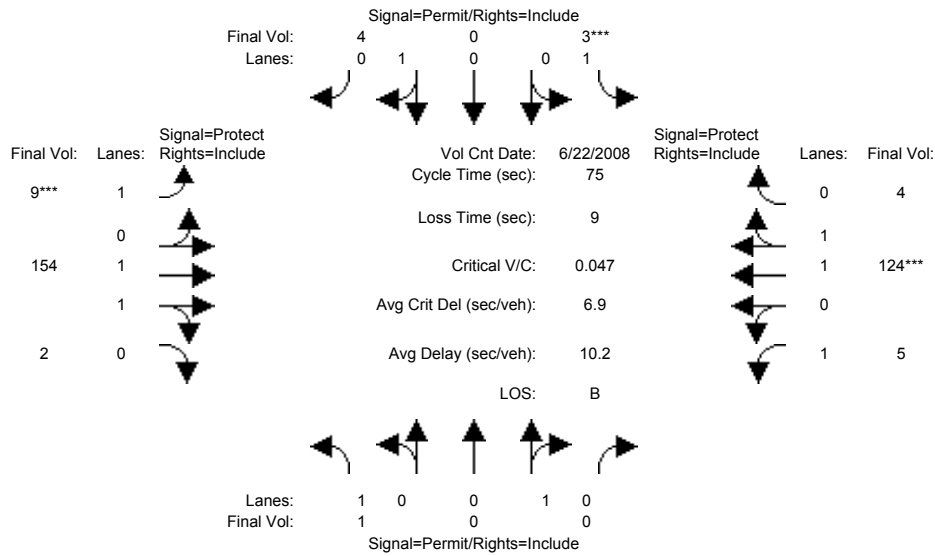 Signal=Permit/Rights=Include
Final Vol: 4 0 3***
Lanes: 0 1 0 0 1
Signal=Protect Signal=Protect
Final Vol: Lanes: Rights=Include Vol Cnt Date: 6/22/2008 Rights=Include Lanes: Final Vol:
Cycle Time (sec): 75
9*** 1 0 4
Loss Time (sec): 9
0 1
154 1 Critical V/C: 0.047 1 124***
1 Avg Crit Del (sec/veh): 6.9 0
2 0 Avg Delay (sec/veh): 10.2 1 5
LOS: B
Lanes: 1 0 0 1 0
Final Vol: 1 0 0
Signal=Permit/Rights=Include